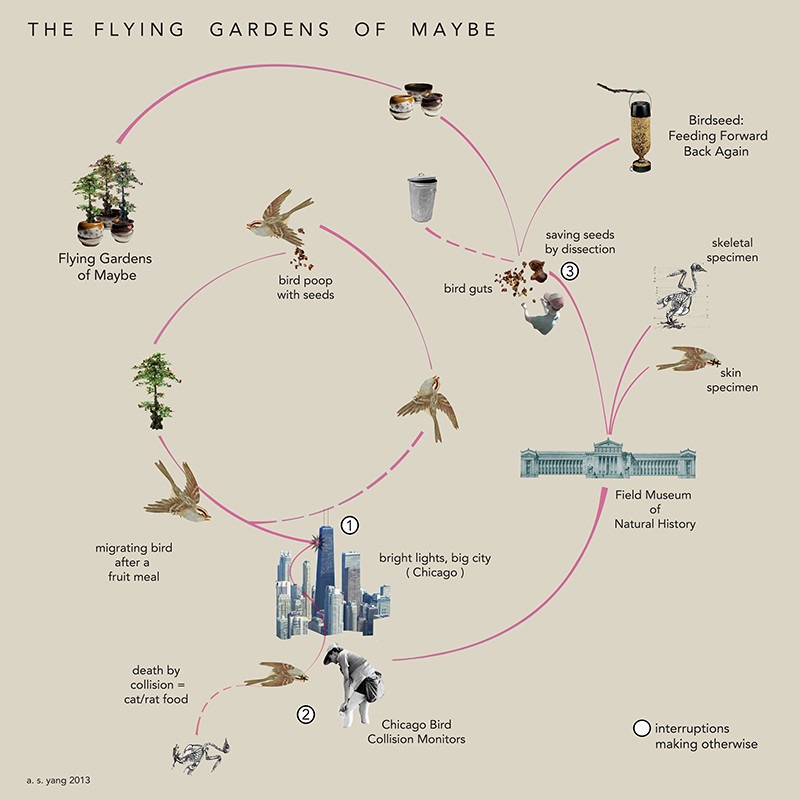 THE FLYING GARDENS OF MAYBE
Birdseed:
Feeding Forward
Back Again
Flying Gardens
of Maybe
bird poop
with seeds
saving seeds
by dissection
3
bird guts
skeletal
specimen
skin
specimen
Field Museum
of
Natural History
1
bright lights, big city
( Chicago )
migrating bird
after a
fruit meal
death by
collision =
cat/rat food
2
Chicago Bird
Collision Monitors
interruptions
making otherwise
a. s. yang 2013